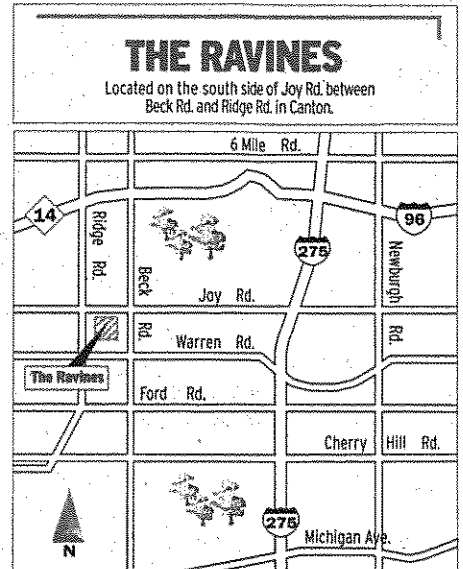 THE RAVINES
Located on the south side of Joy Rd. between
Beck Rd. and Ridge Rd. in Canton.
6 Mile Rd.
14
96
Ridge Rd.
275
Newburgh Rd.
Beck Rd.
Joy Rd.
Warren Rd.
The Ravines
Ford Rd.
Cherry Hill Rd.
275
Michigan Ave.
N